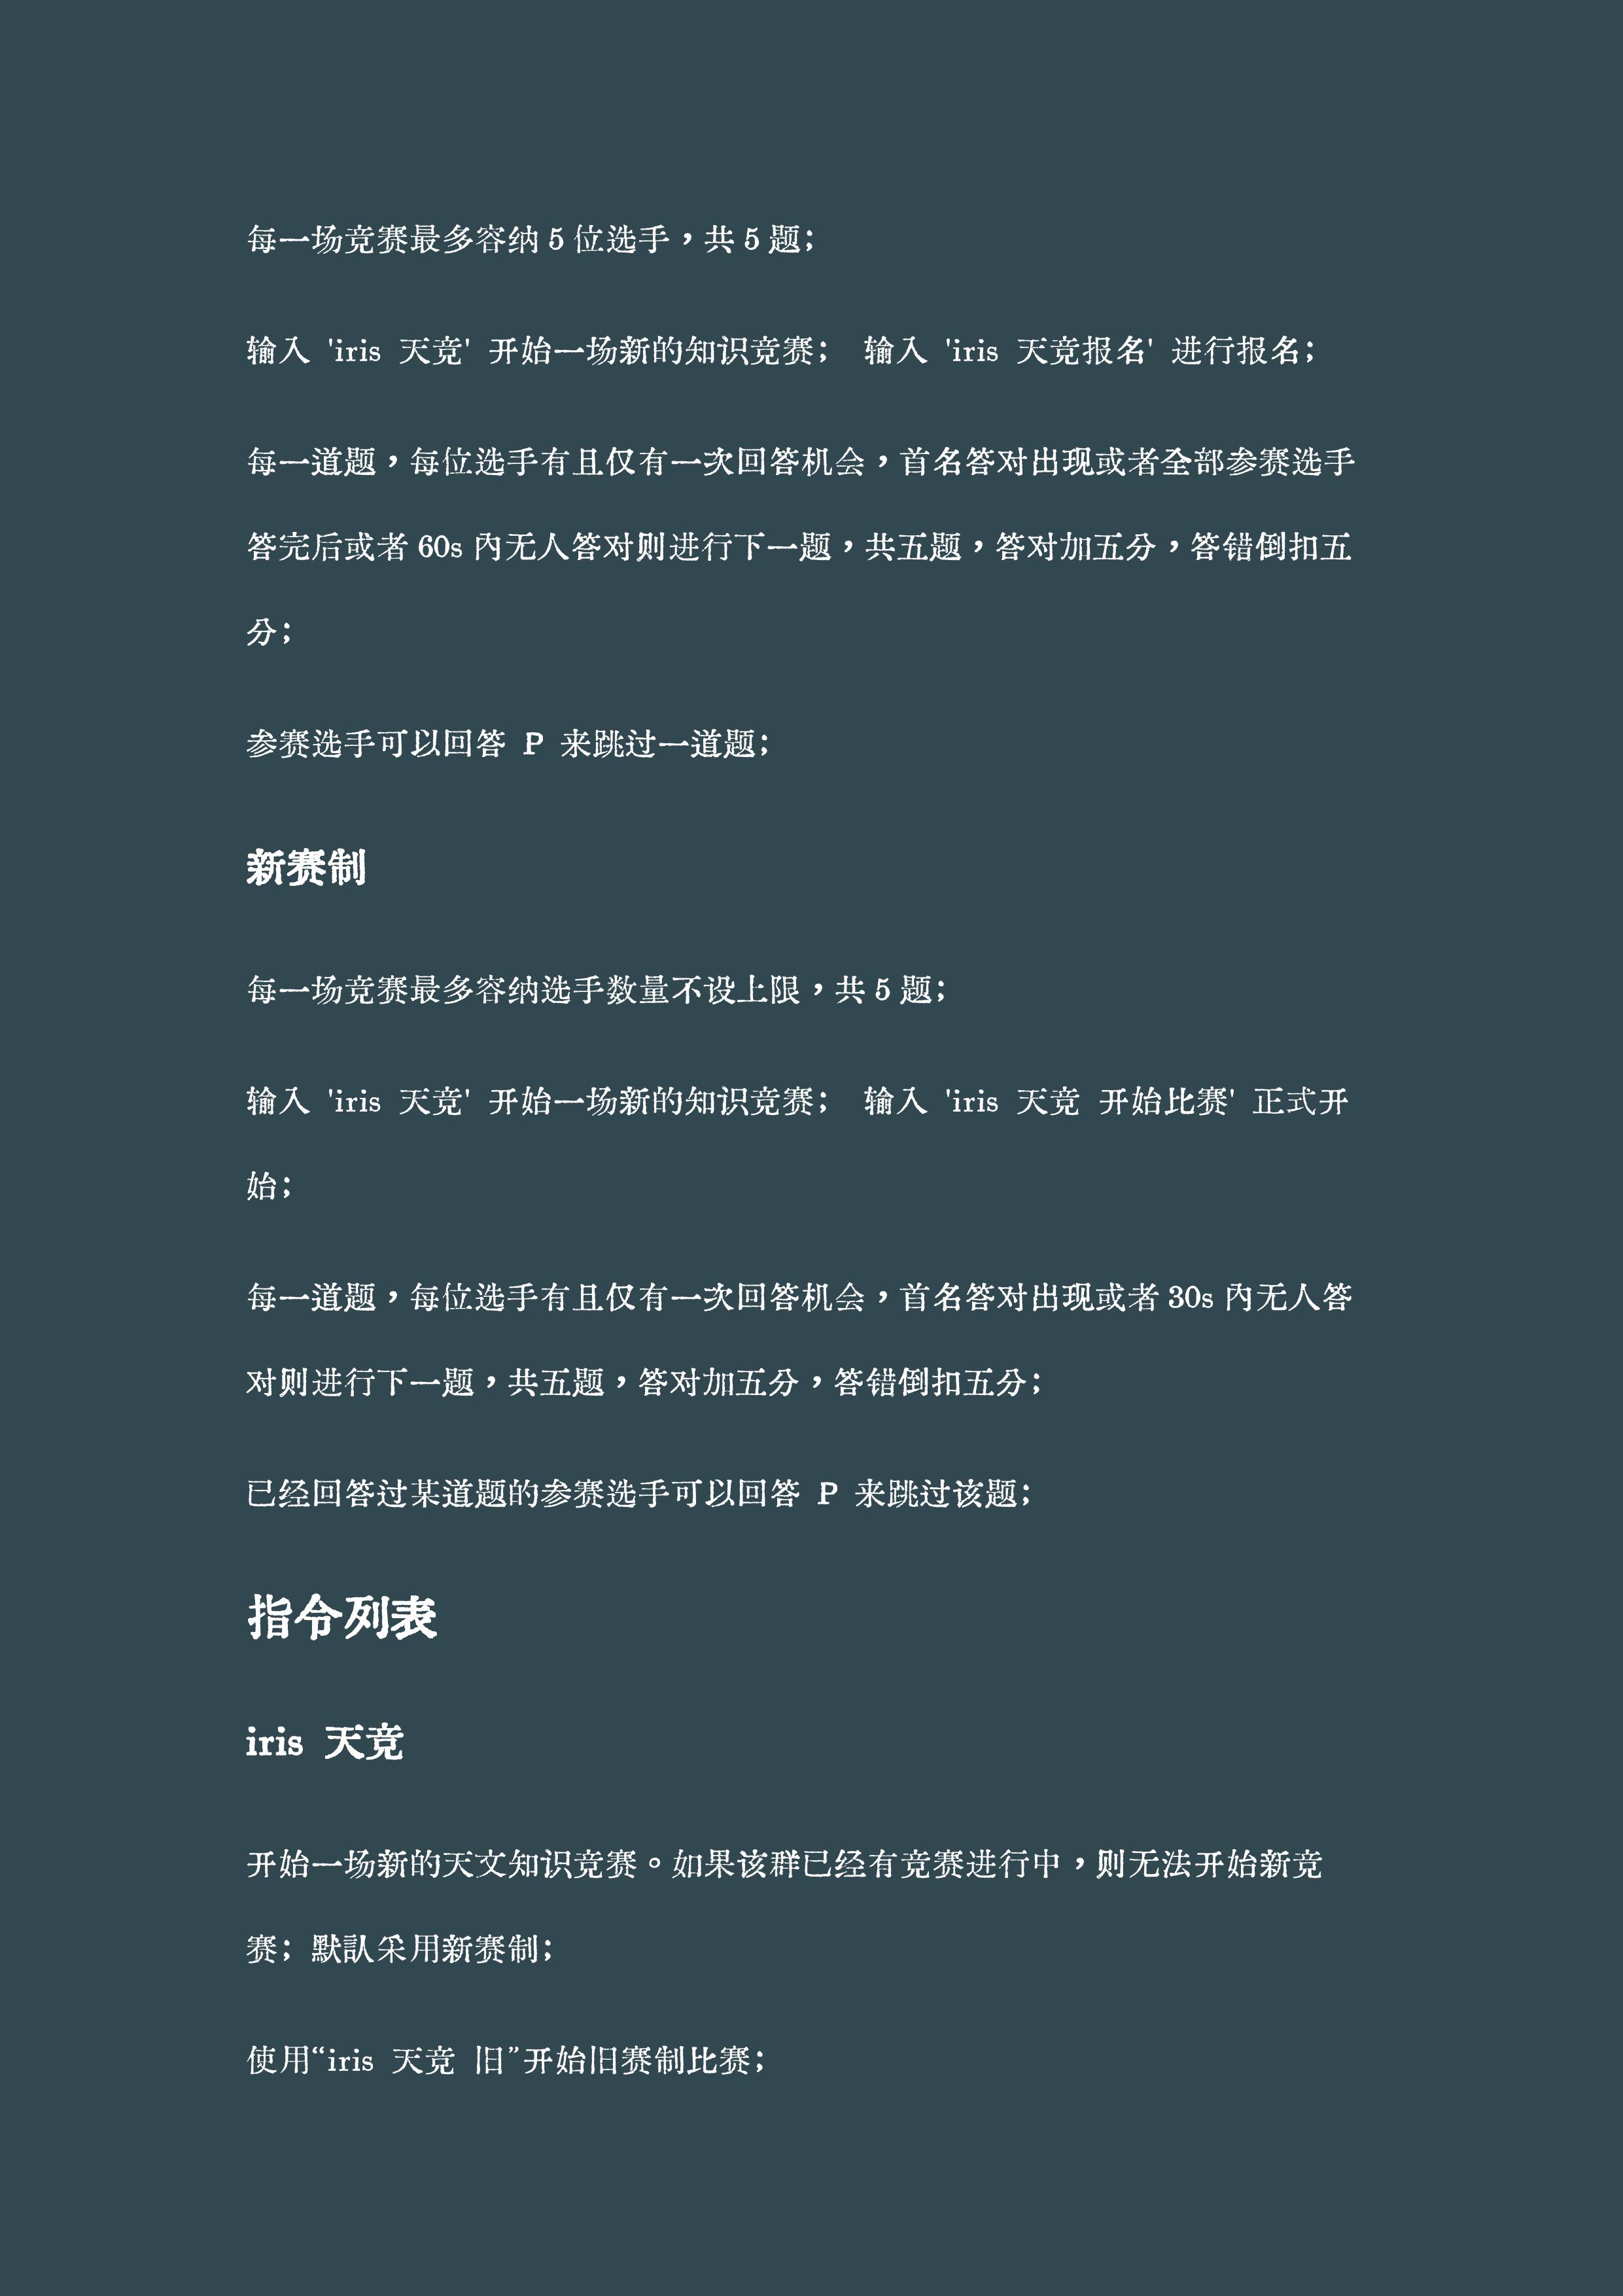 每一场竞赛最多容纳 5 位选手，共 5 题；
输入 'iris 天竞' 开始一场新的知识竞赛； 输入 'iris 天竞报名' 进行报名；
每一道题，每位选手有且仅有一次回答机会，首名答对出现或者全部参赛选手
答完后或者 60s 内无人答对则进行下一题，共五题，答对加五分，答错倒扣五
分；
参赛选手可以回答 P 来跳过一道题；
新赛制
每一场竞赛最多容纳选手数量不设上限，共 5 题；
输入 'iris 天竞' 开始一场新的知识竞赛； 输入 'iris 天竞 开始比赛' 正式开
始；
每一道题，每位选手有且仅有一次回答机会，首名答对出现或者 30s 内无人答
对则进行下一题，共五题，答对加五分，答错倒扣五分；
已经回答过某道题的参赛选手可以回答 P 来跳过该题；
指令列表
iris 天竞
开始一场新的天文知识竞赛。如果该群已经有竞赛进行中，则无法开始新竞
赛；默认采用新赛制；
使用“iris 天竞 旧”开始旧赛制比赛；